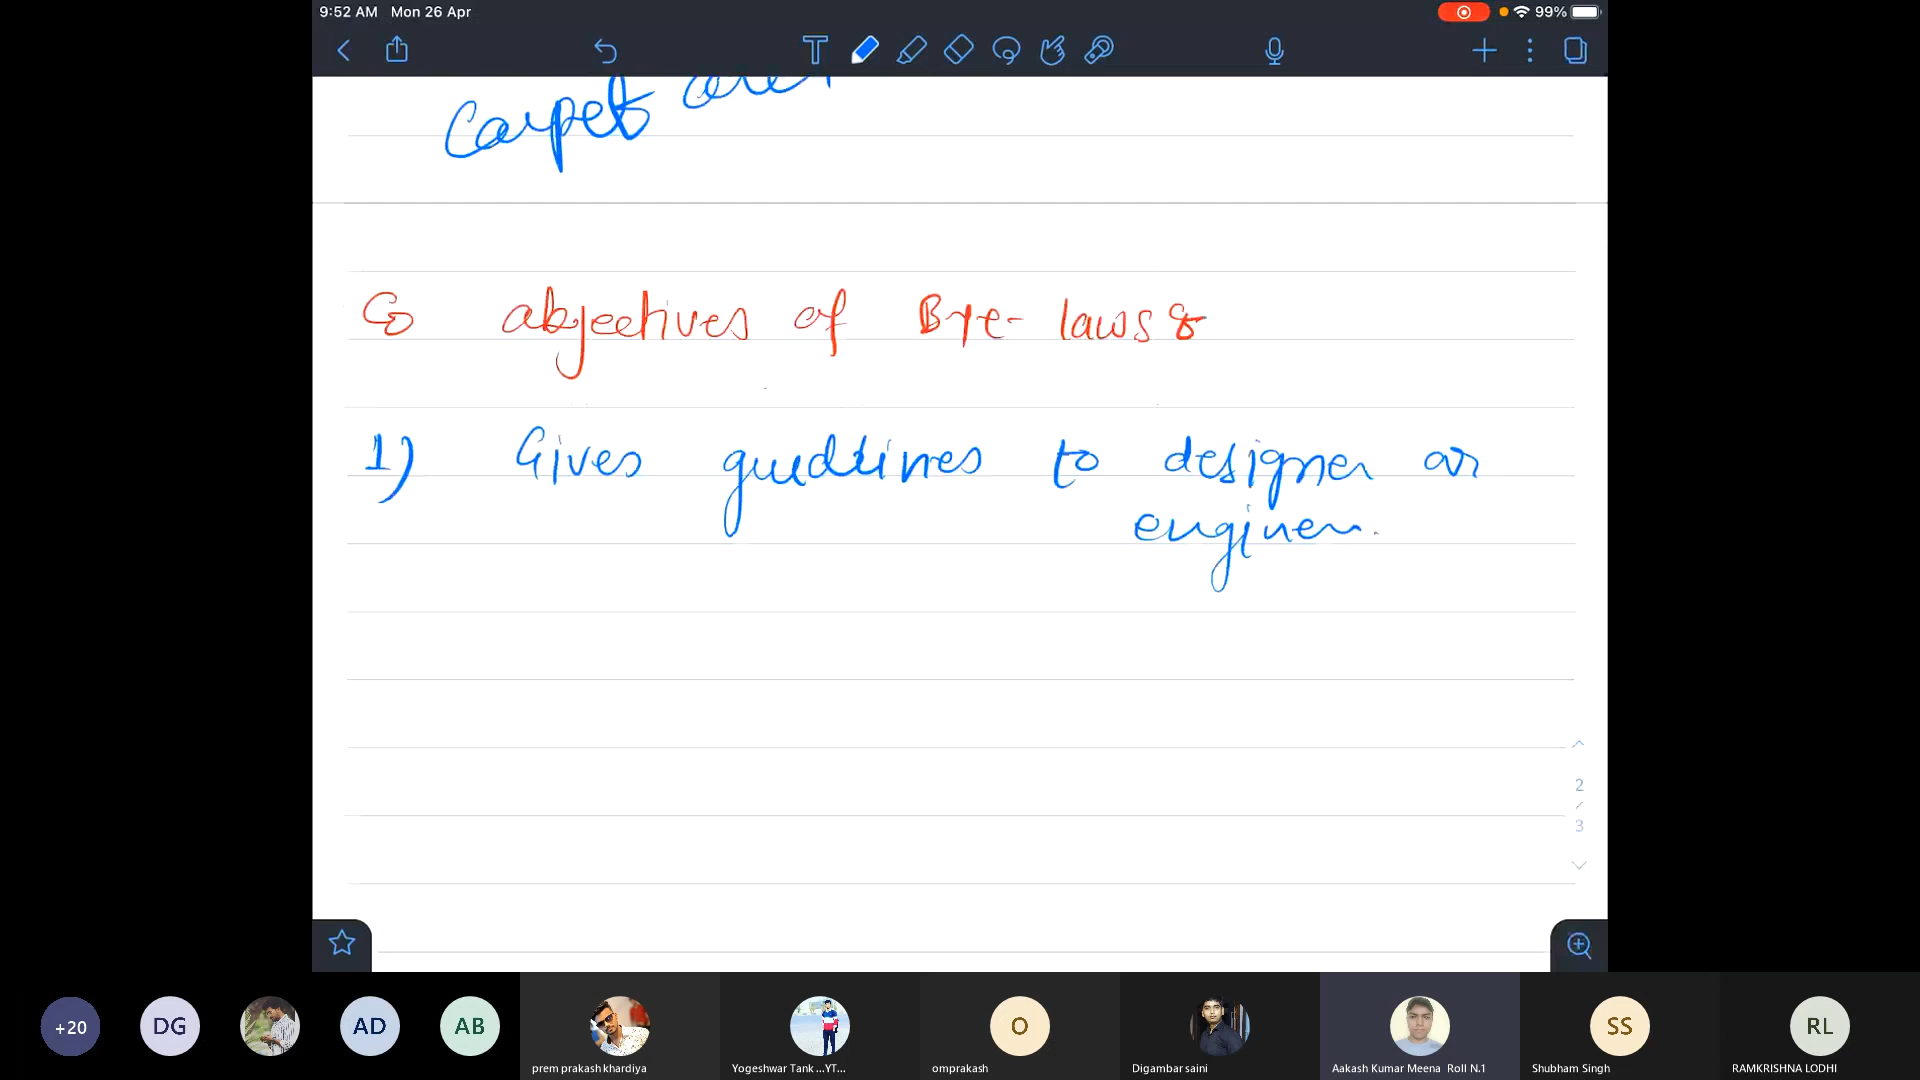 9:52 AM Mon 26 Apr
99%
Carpet
objectives of Bye-laws
1) Gives guidlines to designer or
engineer.
2
3
+20
DG
AD
AB
O
SS
RL
prem prakash khardiya
Yogeshwar Tank ...YT...
omprakash
Digambar saini
Aakash Kumar Meena Roll N.1
Shubham Singh
RAMKRISHNA LODHI